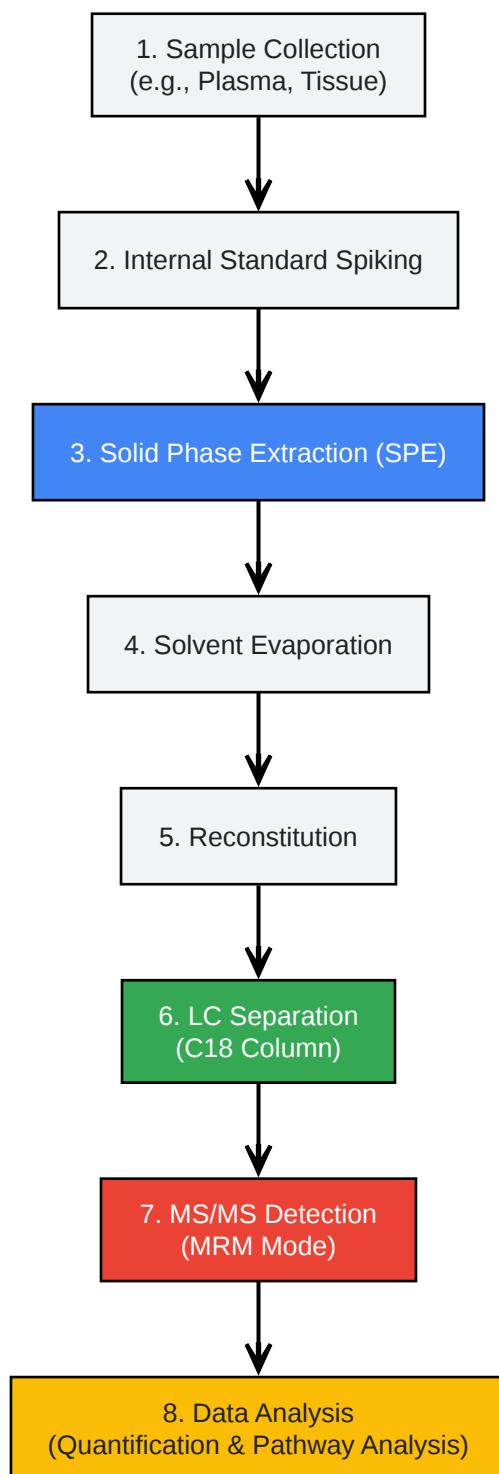 1. Sample Collection
(e.g., Plasma, Tissue)
2. Internal Standard Spiking
3. Solid Phase Extraction (SPE)
4. Solvent Evaporation
5. Reconstitution
6. LC Separation
(C18 Column)
7. MS/MS Detection
(MRM Mode)
8. Data Analysis
(Quantification & Pathway Analysis)